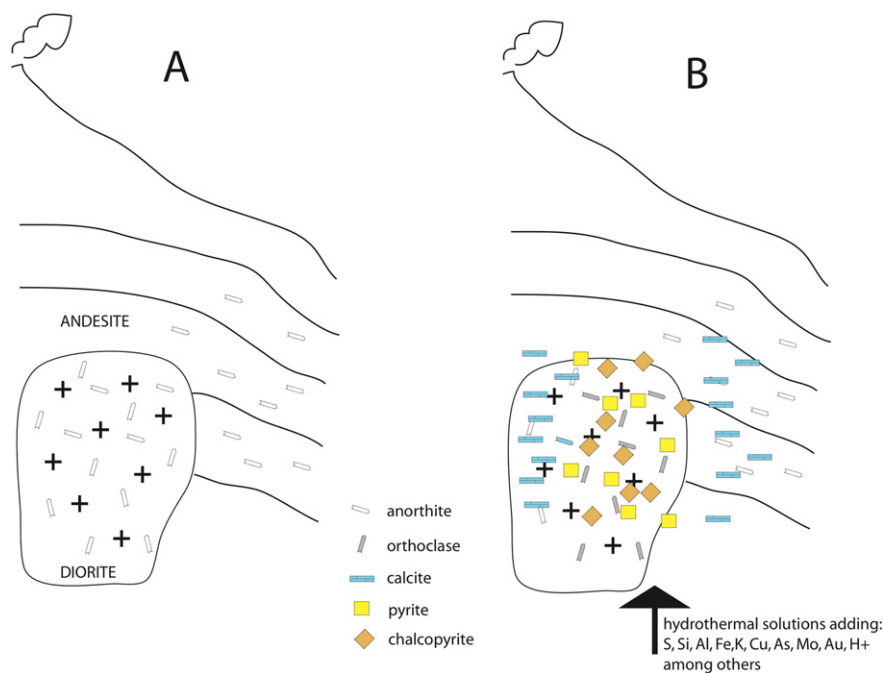 A
B
ANDESITE
DIORITE
anorthite
orthoclase
calcite
pyrite
chalcopyrite
hydrothermal solutions adding:
S, Si, Al, Fe,K, Cu, As, Mo, Au, H+
among others